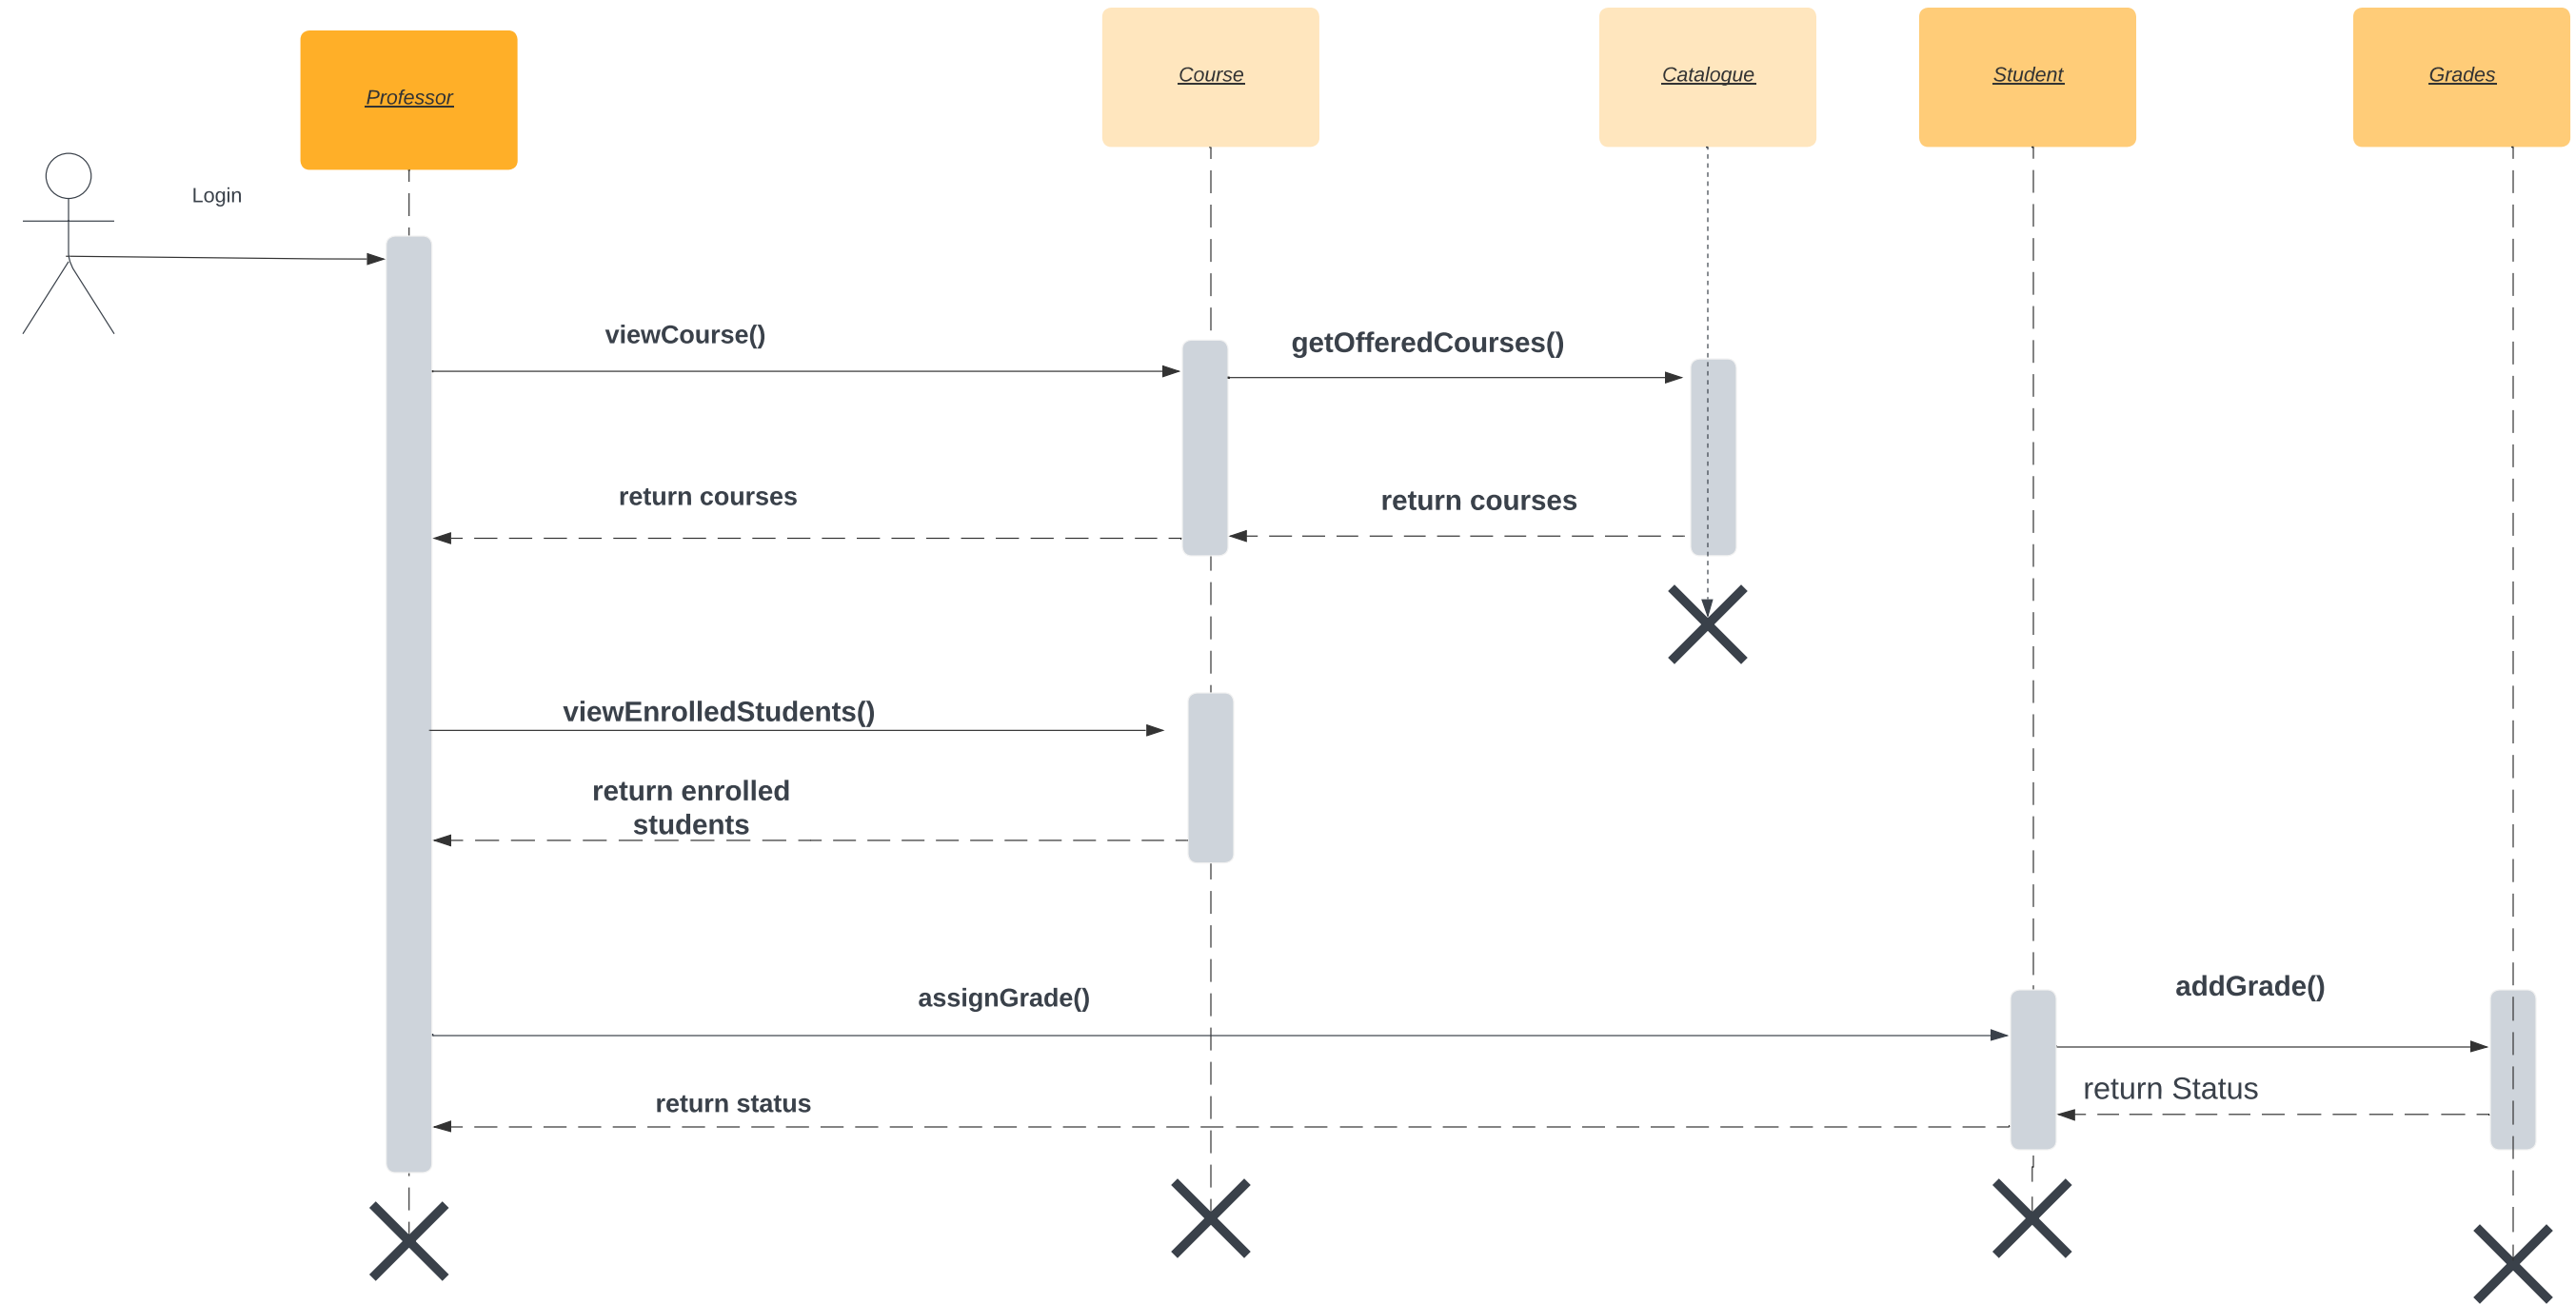 Professor
Course
Catalogue
Student
Grades
Login
viewCourse()
getOfferedCourses()
return courses
return courses
viewEnrolledStudents()
return enrolled
students
assignGrade()
addGrade()
return status
return Status